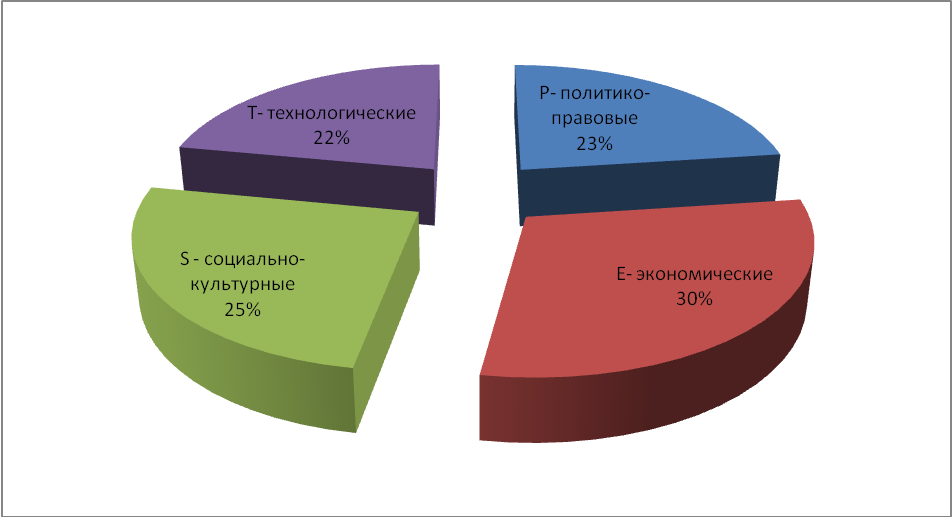 T- технологические
22%
P- политико-
правовые
23%
S - социально-
культурные
25%
E- экономические
30%